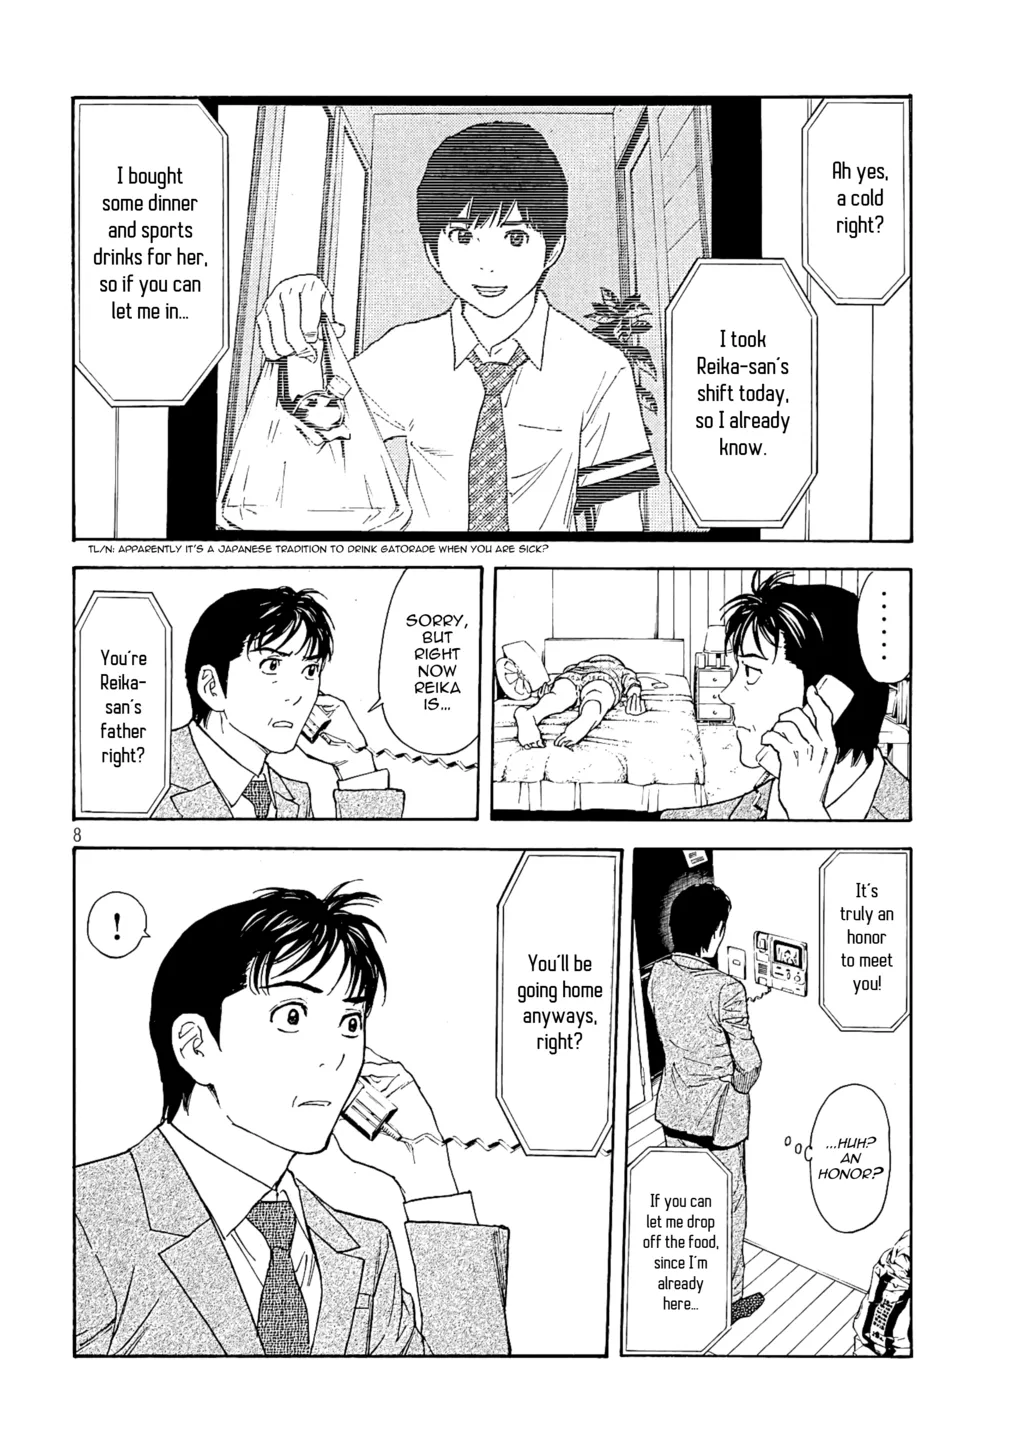 Ah yes,
a cold
right?
I took
Reika-san's
shift today,
so I already
know.
I bought
some dinner
and sports
drinks for her,
so if you can
let me in...
TL/N: APPARENTLY IT'S A JAPANESE TRADITION TO DRINK GATORADE WHEN YOU ARE SICK?
......
SORRY,
BUT
RIGHT
NOW
REIKA
IS...
You're
Reika-
san's
father
right?
8
It's
truly an
honor
to meet
you!
...HUH?
AN
HONOR?
If you can
let me drop
off the food,
since I'm
already
here...
You'll be
going home
anyways,
right?
!